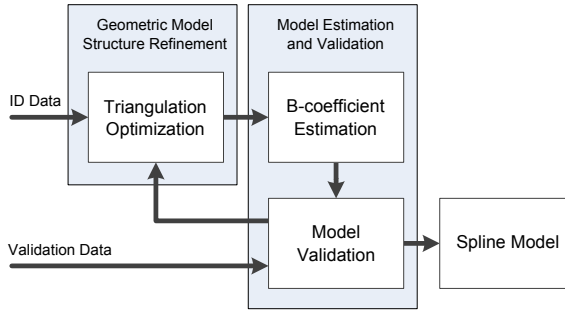 Geometric Model
Structure Refinement
Model Estimation
and Validation
ID Data
Triangulation
Optimization
B-coefficient
Estimation
Validation Data
Model
Validation
Spline Model